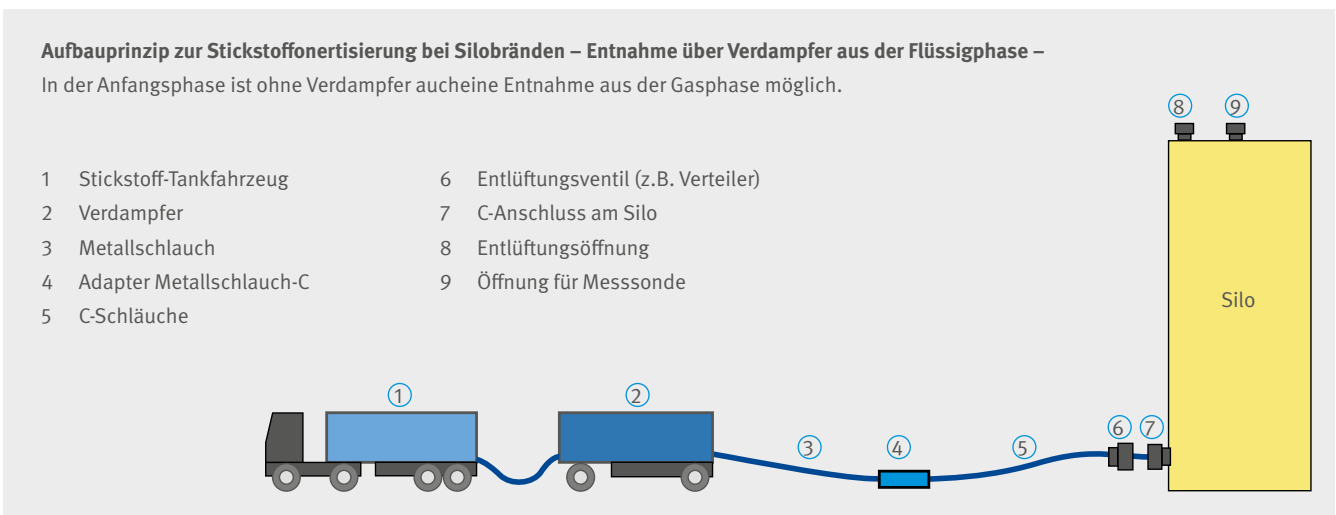 Aufbauprinzip zur Stickstoffonertisierung bei Silobränden – Entnahme über Verdampfer aus der Flüssigphase –
In der Anfangsphase ist ohne Verdampfer aucheine Entnahme aus der Gasphase möglich.
1 Stickstoff-Tankfahrzeug
2 Verdampfer
3 Metallschlauch
4 Adapter Metallschlauch-C
5 C-Schläuche
6 Entlüftungsventil (z.B. Verteiler)
7 C-Anschluss am Silo
8 Entlüftungsöffnung
9 Öffnung für Messsonde
8 9
Silo
1 2
3 4 5 6 7